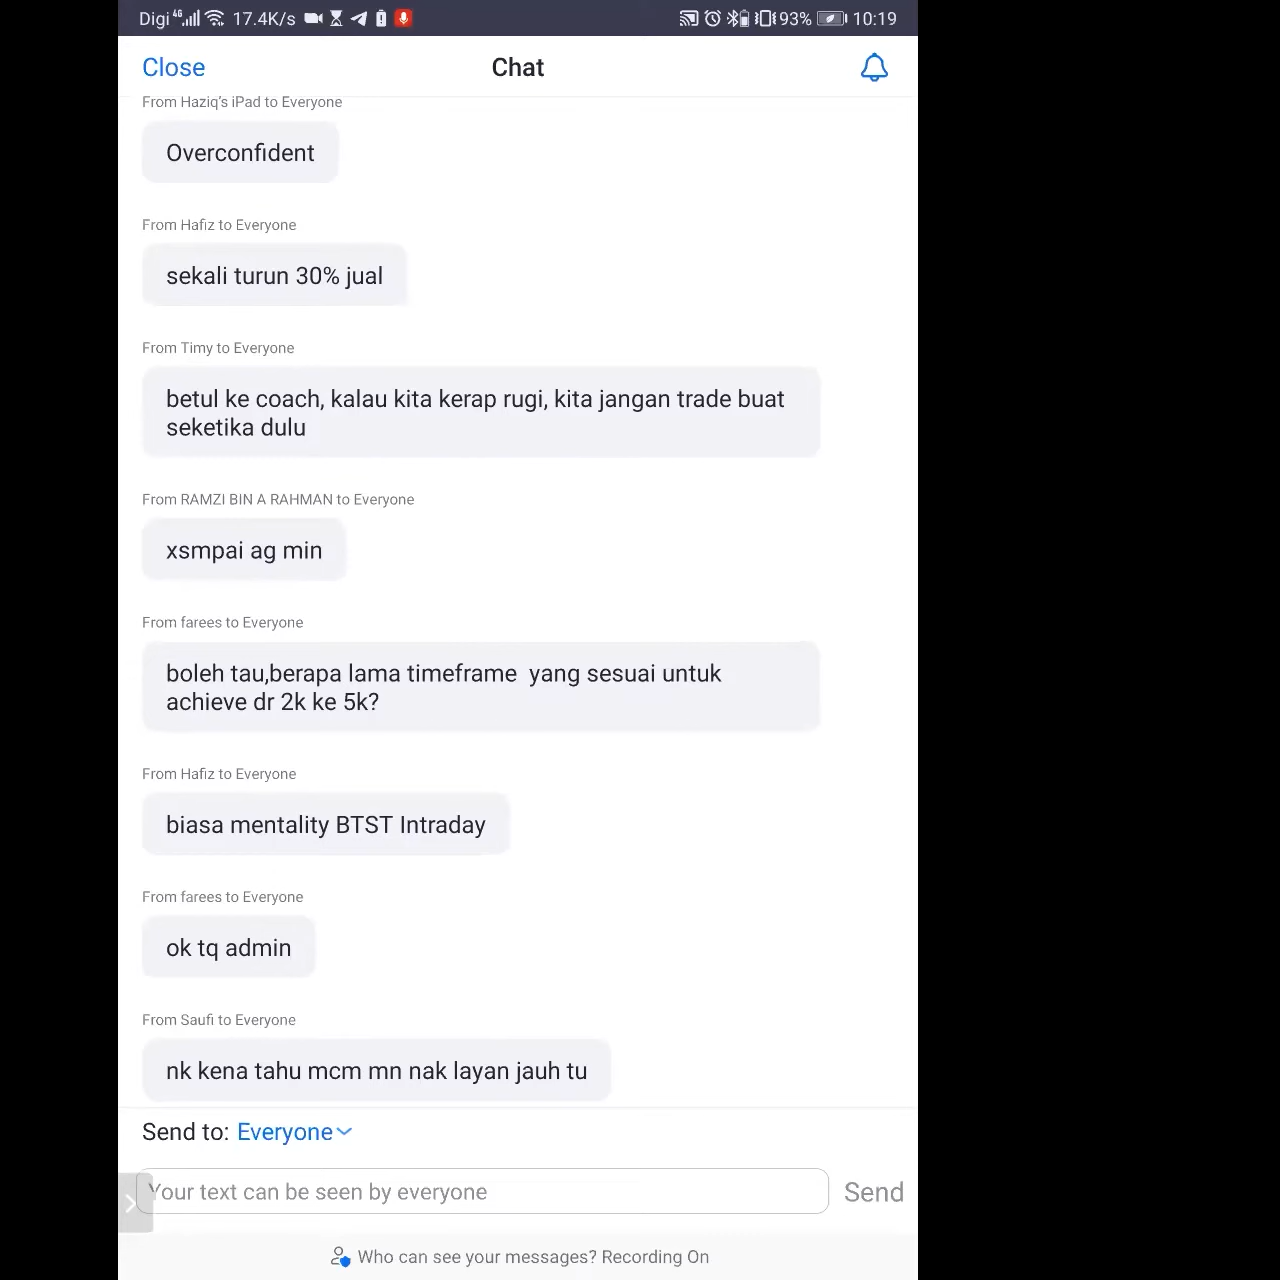 Digi 4G 17.4K/s 93% 10:19
Close Chat
From Haziq's iPad to Everyone
Overconfident
From Hafiz to Everyone
sekali turun 30% jual
From Timy to Everyone
betul ke coach, kalau kita kerap rugi, kita jangan trade buat
seketika dulu
From RAMZI BIN A RAHMAN to Everyone
xsmpai ag min
From farees to Everyone
boleh tau,berapa lama timeframe  yang sesuai untuk
achieve dr 2k ke 5k?
From Hafiz to Everyone
biasa mentality BTST Intraday
From farees to Everyone
ok tq admin
From Saufi to Everyone
nk kena tahu mcm mn nak layan jauh tu
Send to: Everyone
Your text can be seen by everyone Send
Who can see your messages? Recording On